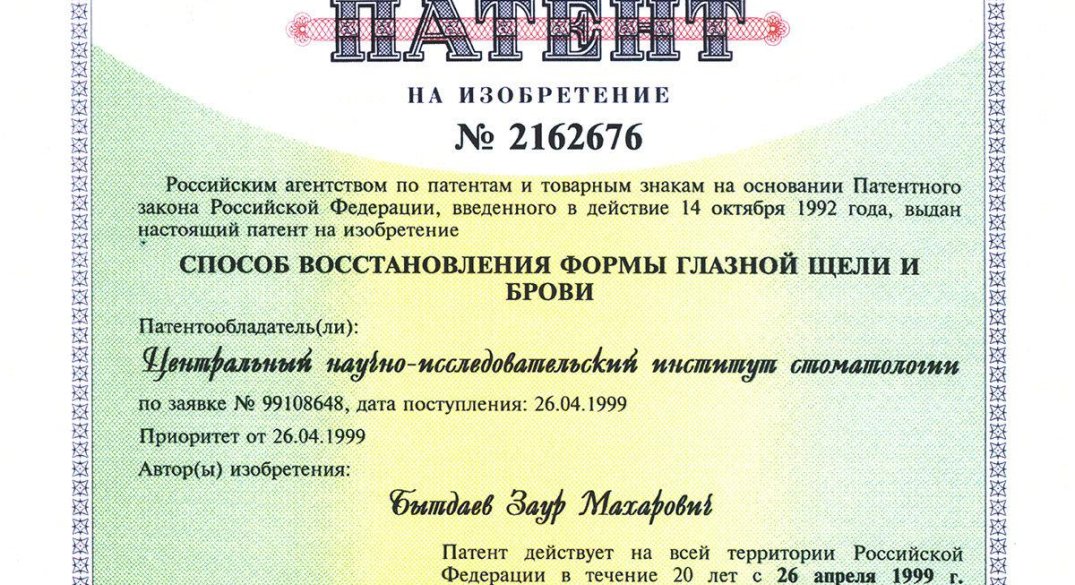 ПАТЕНТ
НА ИЗОБРЕТЕНИЕ
№ 2162676
Российским агентством по патентам и товарным знакам на основании Патентного
закона Российской Федерации, введенного в действие 14 октября 1992 года, выдан
настоящий патент на изобретение
СПОСОБ ВОССТАНОВЛЕНИЯ ФОРМЫ ГЛАЗНОЙ ЩЕЛИ И
БРОВИ
Патентообладатель(ли):
Центральный научно-исследовательский институт стоматологии
по заявке № 99108648, дата поступления: 26.04.1999
Приоритет от 26.04.1999
Автор(ы) изобретения:
Бытдаев Заур Махарович
Патент действует на всей территории Российской
Федерации в течение 20 лет с 26 апреля 1999 г.